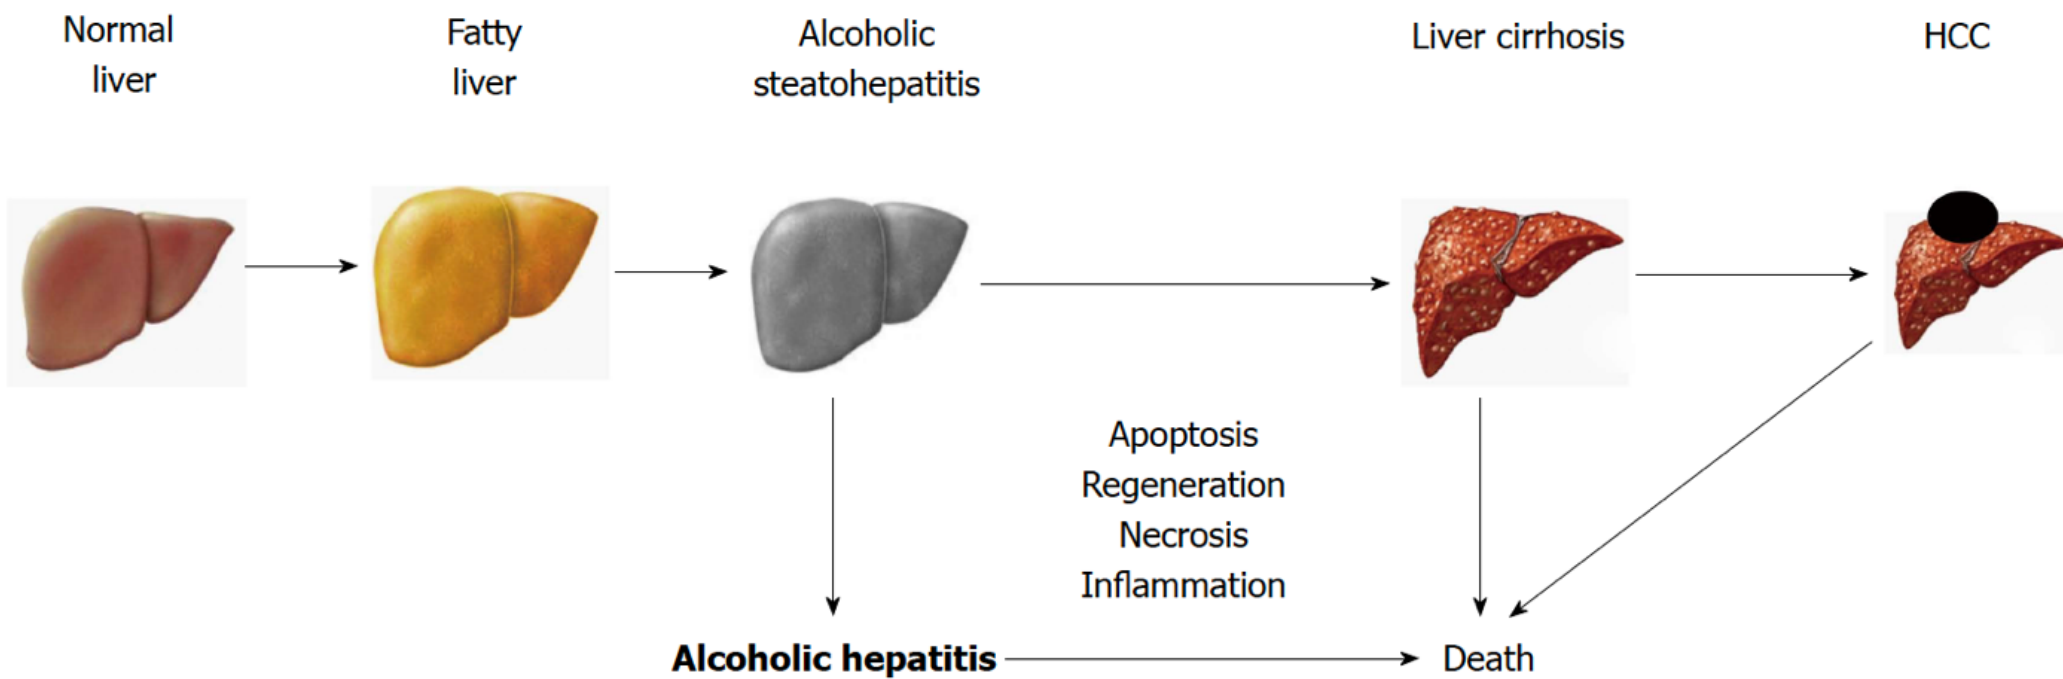 Normal
liver
Fatty
liver
Alcoholic
steatohepatitis
Liver cirrhosis
HCC
Apoptosis
Regeneration
Necrosis
Inflammation
Alcoholic hepatitis
Death